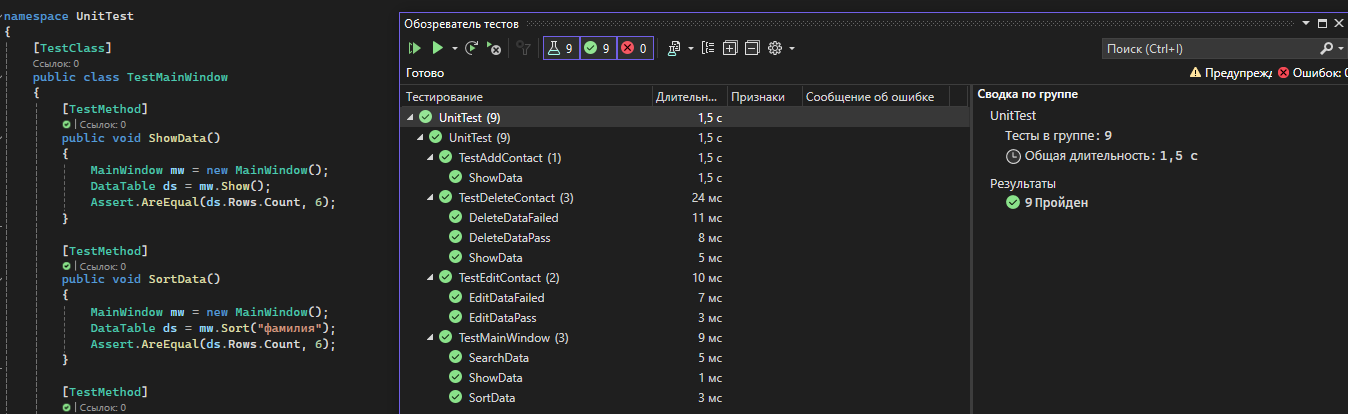 namespace UnitTest
{
[TestClass]
Ссылок: 0
public class TestMainWindow
{
[TestMethod]
| Ссылок: 0
public void ShowData()
{
MainWindow mw = new MainWindow();
DataTable ds = mw.Show();
Assert.AreEqual(ds.Rows.Count, 6);
}
[TestMethod]
| Ссылок: 0
public void SortData()
{
MainWindow mw = new MainWindow();
DataTable ds = mw.Sort("фамилия");
Assert.AreEqual(ds.Rows.Count, 6);
}
[TestMethod]
| Ссылок: 0
Обозреватель тестов
9 9 0
Поиск (Ctrl+I)
Готово
Предупрежд Ошибок: 0
Тестирование Длительн... Признаки Сообщение об ошибке
UnitTest (9) 1,5 с
UnitTest (9) 1,5 с
TestAddContact (1) 1,5 с
ShowData 1,5 с
TestDeleteContact (3) 24 мс
DeleteDataFailed 11 мс
DeleteDataPass 8 мс
ShowData 5 мс
TestEditContact (2) 10 мс
EditDataFailed 7 мс
EditDataPass 3 мс
TestMainWindow (3) 9 мс
SearchData 5 мс
ShowData 1 мс
SortData 3 мс
Сводка по группе
UnitTest
Тесты в группе: 9
Общая длительность: 1,5 с
Результаты
9 Пройден